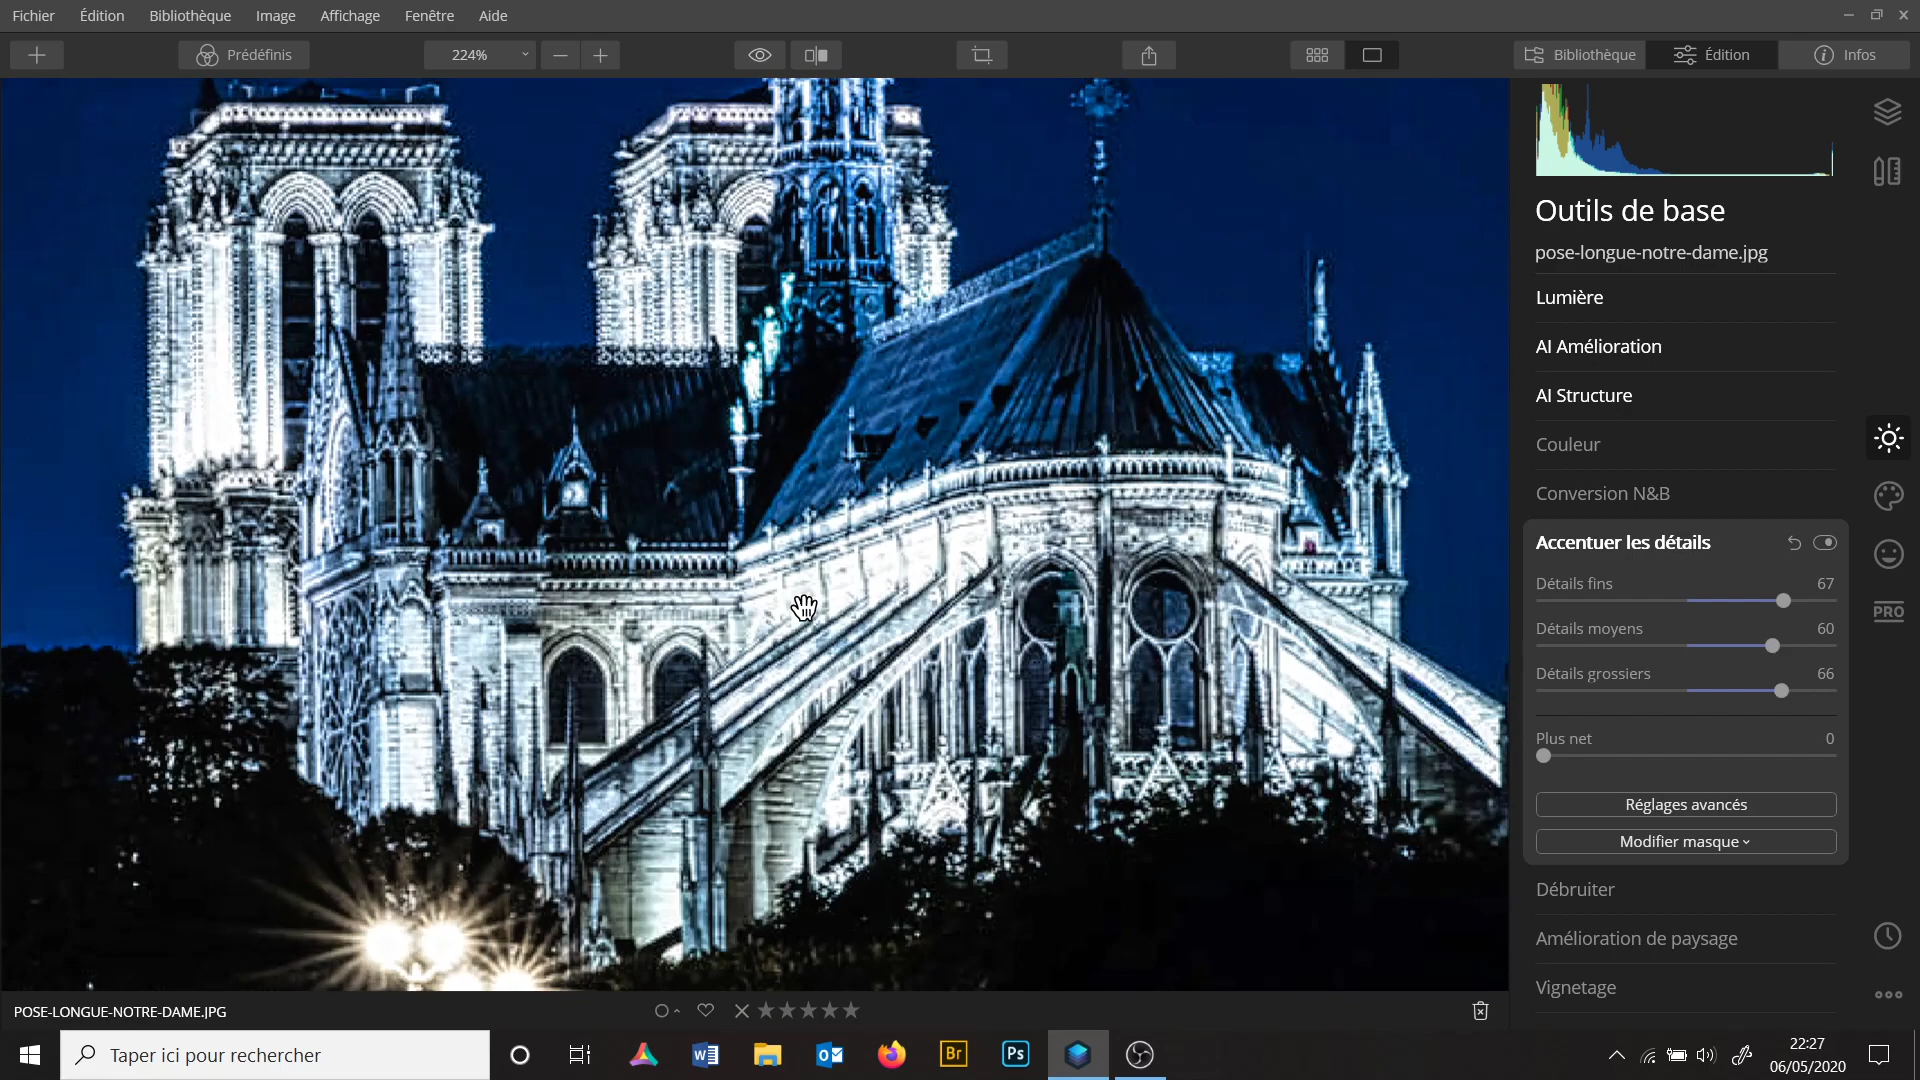 Fichier Édition Bibliothèque Image Affichage Fenêtre Aide
Prédéfinis 224% Bibliothèque Édition Infos
Outils de base
pose-longue-notre-dame.jpg
Lumière
AI Amélioration
AI Structure
Couleur
Conversion N&B
Accentuer les détails
Détails fins 67
Détails moyens 60
Détails grossiers 66
PRO
Plus net 0
Réglages avancés
Modifier masque
Débruiter
Amélioration de paysage
Vignetage
POSE-LONGUE-NOTRE-DAME.JPG
Taper ici pour rechercher
Br
Ps
22:27
06/05/2020